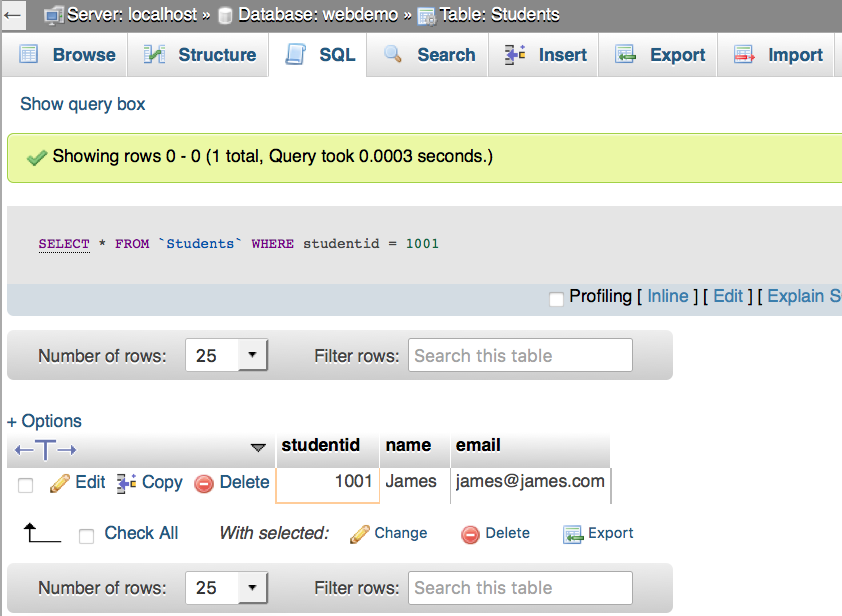 Server: localhost » Database: webdemo » Table: Students
Browse Structure SQL Search Insert Export Import
Show query box
Showing rows 0 - 0 (1 total, Query took 0.0003 seconds.)
SELECT * FROM `Students` WHERE studentid = 1001
Profiling [ Inline ] [ Edit ] [ Explain S
Number of rows: 25 Filter rows: Search this table
+ Options
←T→ studentid name email
Edit Copy Delete 1001 James james@james.com
Check All With selected: Change Delete Export
Number of rows: 25 Filter rows: Search this table